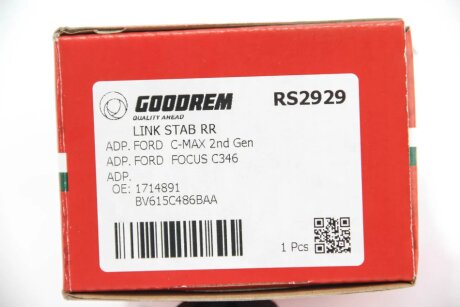 GOODREM
QUALITY AHEAD
RS2929
LINK STAB RR
ADP. FORD C-MAX 2nd Gen
ADP. FORD FOCUS C346
ADP.
OE: 1714891
BV615C486BAA
1 Pcs